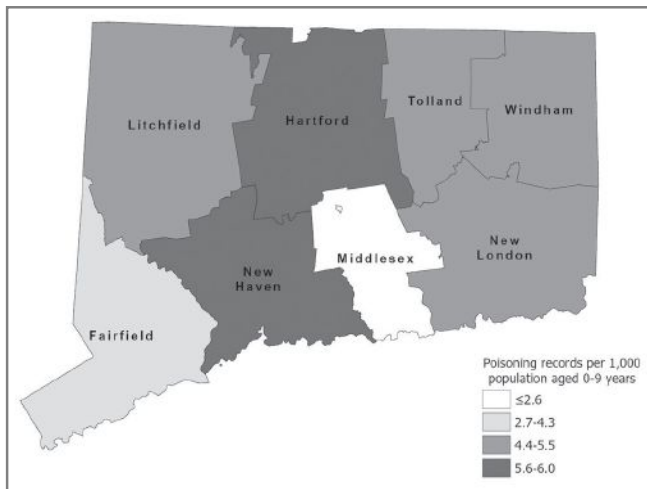 Litchfield
Hartford
Tolland
Windham
New
Haven
Middlesex
New
London
Fairfield
Poisoning records per 1,000
population aged 0-9 years
≤2.6
2.7-4.3
4.4-5.5
5.6-6.0